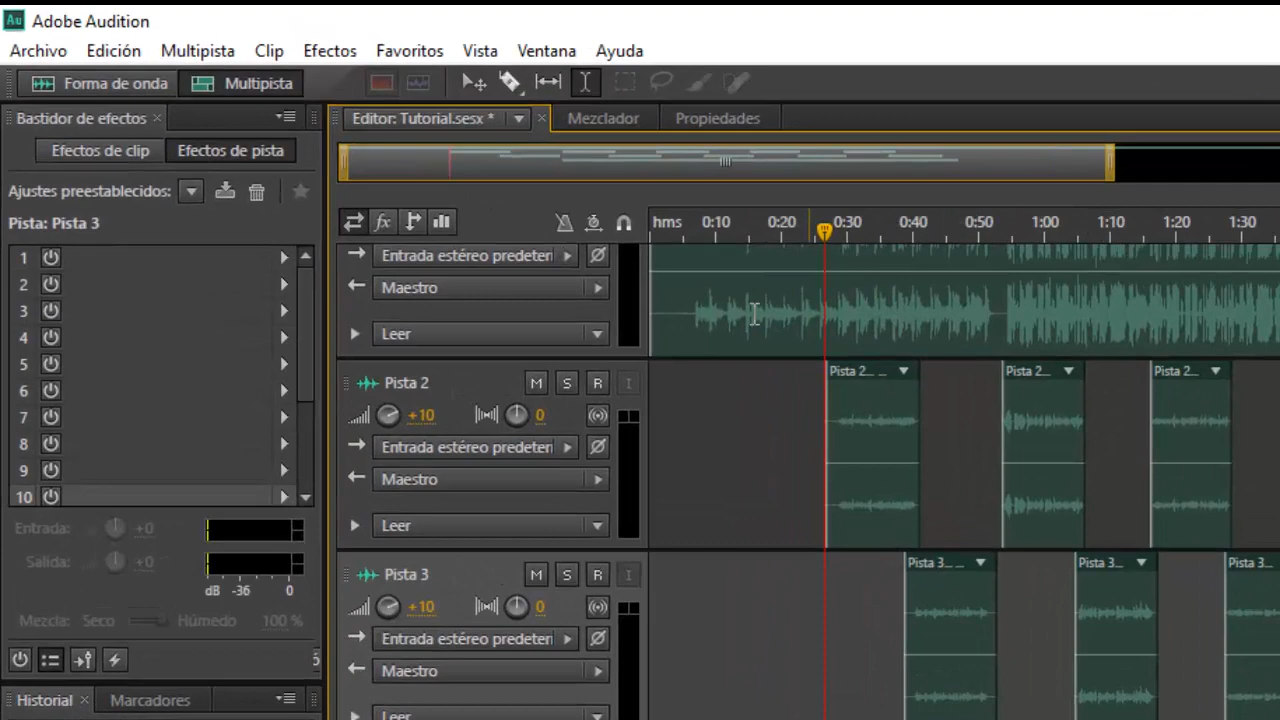 Au Adobe Audition
Archivo Edición Multipista Clip Efectos Favoritos Vista Ventana Ayuda
Forma de onda Multipista
Bastidor de efectos
Efectos de clip Efectos de pista
Ajustes preestablecidos:
Pista: Pista 3
1
2
3
4
5
6
7
8
9
10
Entrada: +0
Salida: +0
dB -36 0
Mezcla: Seco Húmedo 100 %
Historial Marcadores
Editor: Tutorial.sesx * Mezclador Propiedades
fx hms 0:10 0:20 0:30 0:40 0:50 1:00 1:10 1:20 1:30
Entrada estéreo predeter
Maestro
Leer
Pista 2 M S R I Pista 2... ... Pista 2... Pista 2...
+10 0
Entrada estéreo predeter
Maestro
Leer
Pista 3 M S R I Pista 3... ... Pista 3... Pista 3...
+10 0
Entrada estéreo predeter
Maestro
Leer